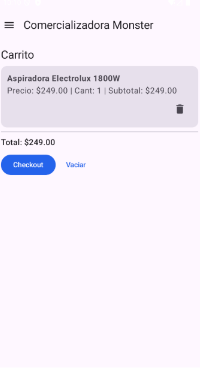 Comercializadora Monster
Carrito
Aspiradora Electrolux 1800W
Precio: $249.00 | Cant: 1 | Subtotal: $249.00
Total: $249.00
Checkout Vaciar